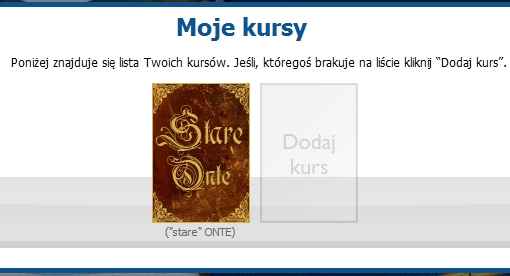 Moje kursy
Poniżej znajduje się lista Twoich kursów. Jeśli, któregoś brakuje na liście kliknij “Dodaj kurs”.
Stare
Onte
Dodaj
kurs
("stare" ONTE)